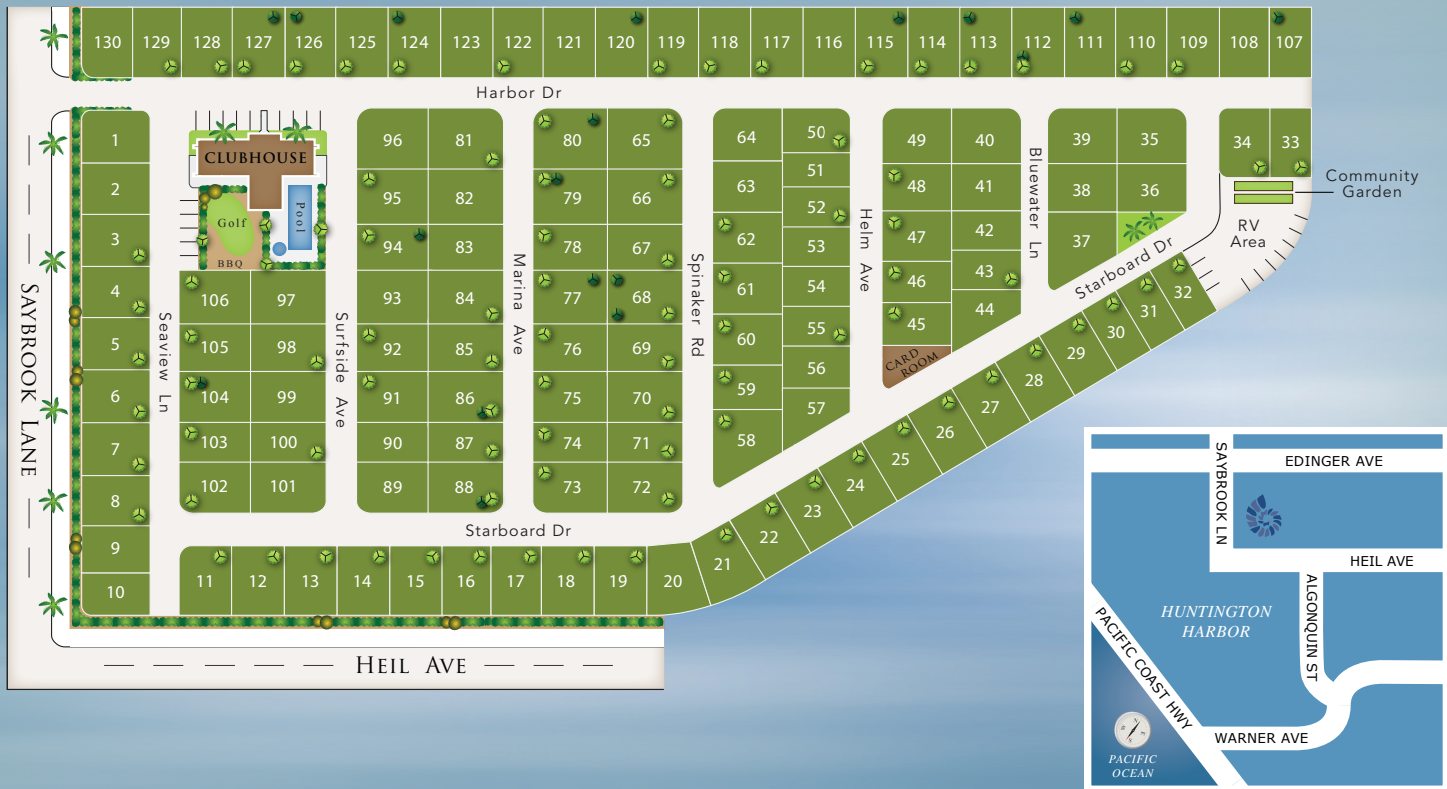 130 129 128 127 126 125 124 123 122 121 120 119 118 117 116 115 114 113 112 111 110 109 108 107
Harbor Dr
1
2
3
4
5
6
7
8
9
10
SAYBROOK LANE
Seaview Ln
CLUBHOUSE
Golf
Pool
BBQ
106 97
105 98
104 99
103 100
102 101
Surfside Ave
96 81
95 82
94 83
93 84
92 85
91 86
90 87
89 88
Marina Ave
80 65
79 66
78 67
77 68
76 69
75 70
74 71
73 72
Spinaker Rd
64
63
62
61
60
59
58
50
51
52
53
54
55
56
57
Helm Ave
49
48
47
46
45
CARD
ROOM
40
41
42
43
44
Bluewater Ln
39 35
38 36
37
34 33
Community
Garden
RV
Area
Starboard Dr
Starboard Dr
11 12 13 14 15 16 17 18 19 20 21 22 23 24 25 26 27 28 29 30 31 32
HEIL AVE
SAYBROOK LN
EDINGER AVE
HEIL AVE
ALGONQUIN ST
HUNTINGTON
HARBOR
PACIFIC COAST HWY
WARNER AVE
PACIFIC
OCEAN